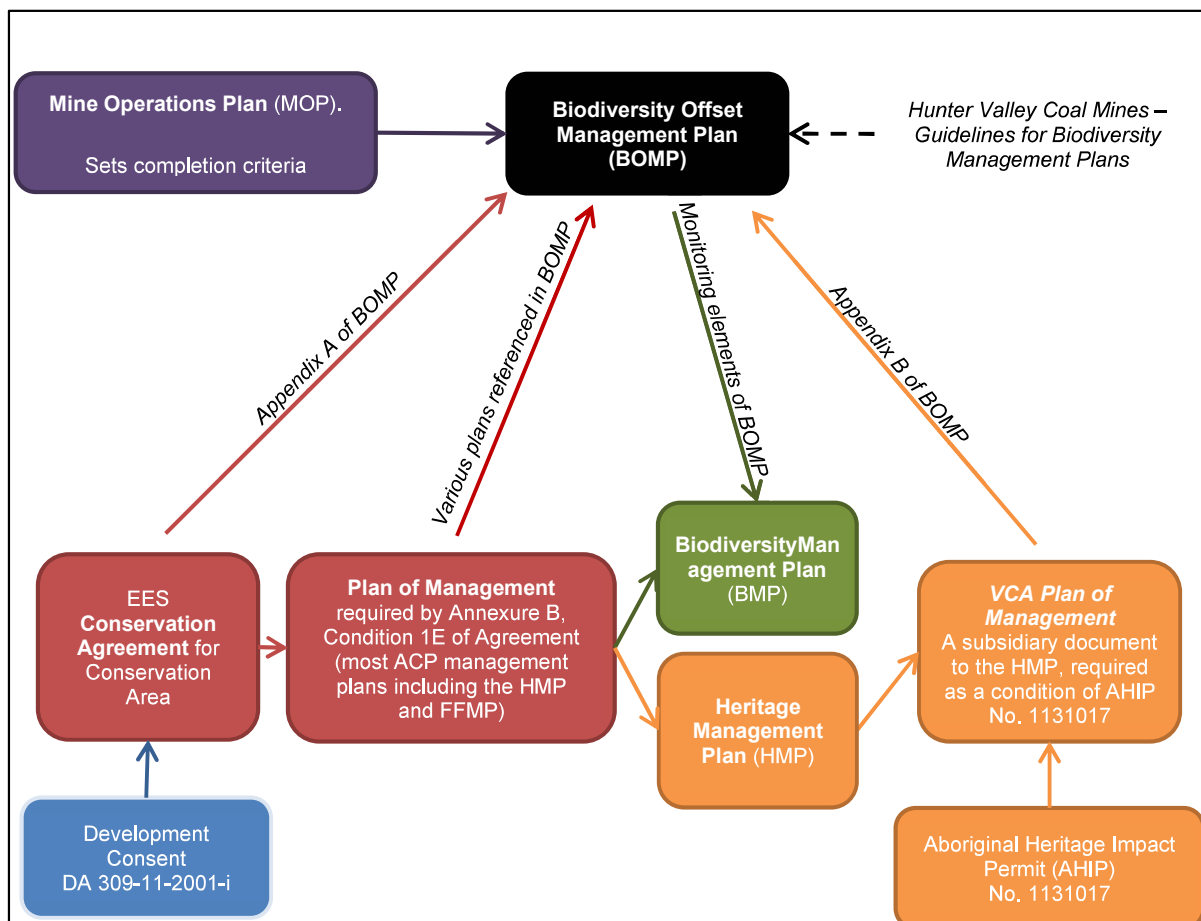 Mine Operations Plan (MOP).
Sets completion criteria
Biodiversity Offset
Management Plan
(BOMP)
Hunter Valley Coal Mines –
Guidelines for Biodiversity
Management Plans
Appendix A of BOMP
Various plans referenced in BOMP
Monitoring elements of BOMP
Appendix B of BOMP
EES
Conservation
Agreement for
Conservation
Area
Plan of Management
required by Annexure B,
Condition 1E of Agreement
(most ACP management
plans including the HMP
and FFMP)
BiodiversityMan
agement Plan
(BMP)
Heritage
Management
Plan (HMP)
VCA Plan of
Management
A subsidiary document
to the HMP, required
as a condition of AHIP
No. 1131017
Development
Consent
DA 309-11-2001-i
Aboriginal Heritage Impact
Permit (AHIP)
No. 1131017